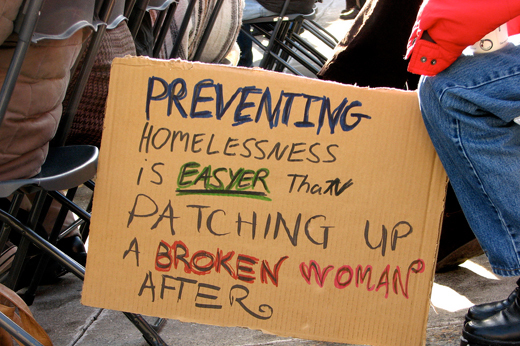 PREVENTING
HOMELESSNESS
iS EASYER ThaN
PATCHING UP
A BROKEN WOMAN
AFTER